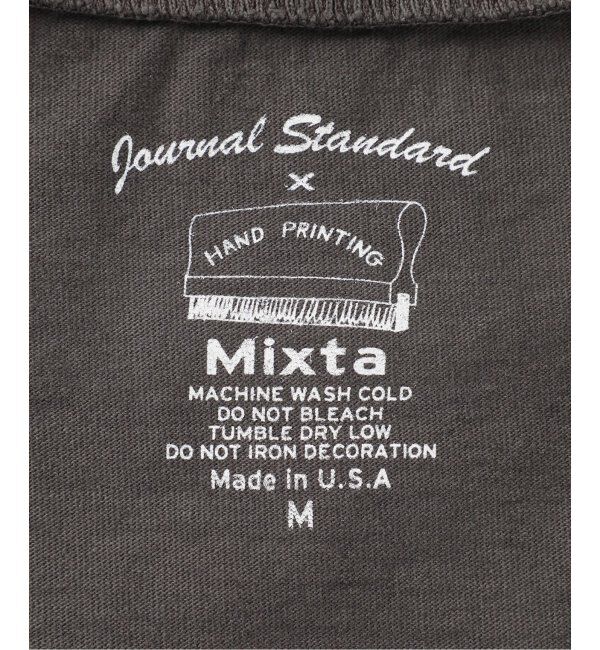 Journal Standard
×
HAND PRINTING
Mixta
MACHINE WASH COLD
DO NOT BLEACH
TUMBLE DRY LOW
DO NOT IRON DECORATION
Made in U.S.A
M